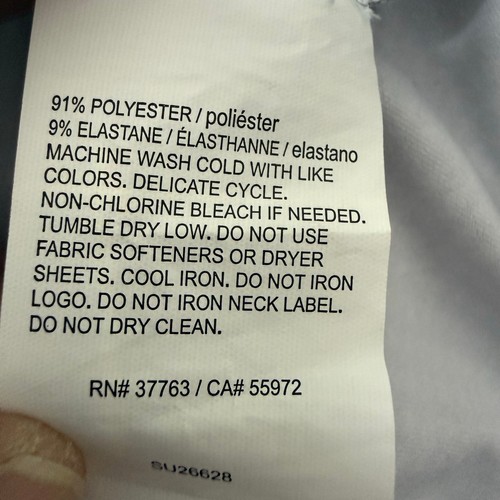 91% POLYESTER / poliéster
9% ELASTANE / ÉLASTHANNE / elastano
MACHINE WASH COLD WITH LIKE
COLORS. DELICATE CYCLE.
NON-CHLORINE BLEACH IF NEEDED.
TUMBLE DRY LOW. DO NOT USE
FABRIC SOFTENERS OR DRYER
SHEETS. COOL IRON. DO NOT IRON
LOGO. DO NOT IRON NECK LABEL.
DO NOT DRY CLEAN.
RN# 37763 / CA# 55972
SU26628